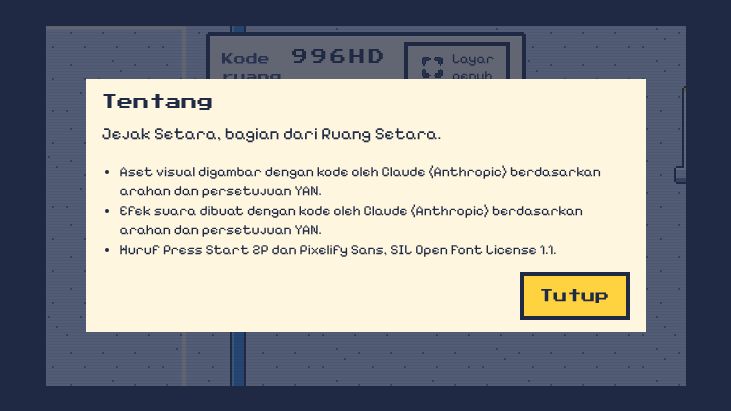 Kode
996HD
Layar
ruang
penuh
Tentang
Jejak Setara, bagian dari Ruang Setara.
• Aset visual digambar dengan kode oleh Claude (Anthropic) berdasarkan
arahan dan persetujuan YAN.
• Efek suara dibuat dengan kode oleh Claude (Anthropic) berdasarkan
arahan dan persetujuan YAN.
• Huruf Press Start 2P dan Pixelify Sans, SIL Open Font License 1.1.
Tutup